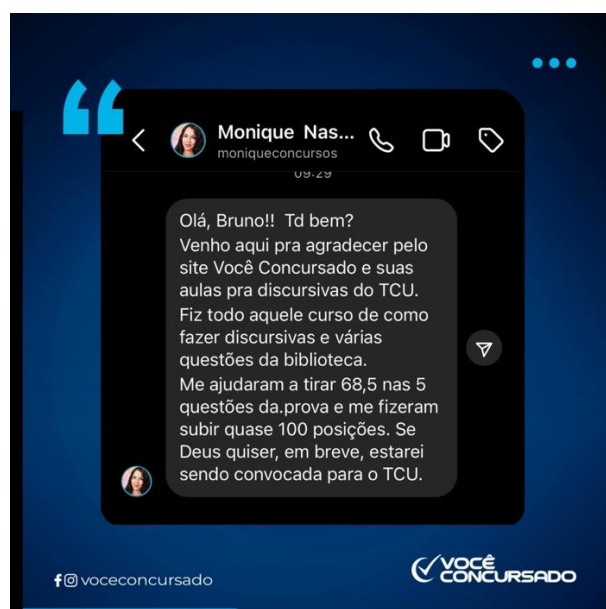 Monique Nas...
moniqueconcursos
09:29
Olá, Bruno!! Td bem?
Venho aqui pra agradecer pelo
site Você Concursado e suas
aulas pra discursivas do TCU.
Fiz todo aquele curso de como
fazer discursivas e várias
questões da biblioteca.
Me ajudaram a tirar 68,5 nas 5
questões da.prova e me fizeram
subir quase 100 posições. Se
Deus quiser, em breve, estarei
sendo convocada para o TCU.
voceconcursado
VOCÊ
CONCURSADO